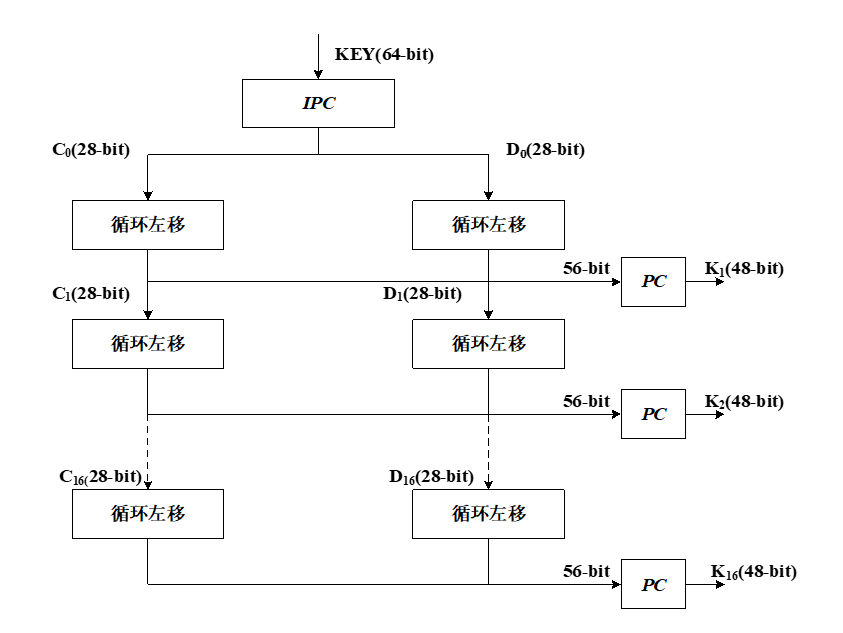 KEY(64-bit)
IPC
C₀(28-bit)
D₀(28-bit)
循环左移
循环左移
56-bit
K₁(48-bit)
PC
C₁(28-bit)
D₁(28-bit)
循环左移
循环左移
56-bit
K₂(48-bit)
PC
C₁₆₍28-bit)
D₁₆(28-bit)
循环左移
循环左移
56-bit
K₁₆(48-bit)
PC